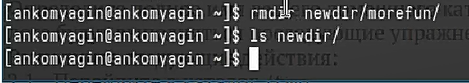 [ankomyagin@ankomyagin ~]$ rmdir newdir/morefun/
[ankomyagin@ankomyagin ~]$ ls newdir/
[ankomyagin@ankomyagin ~]$